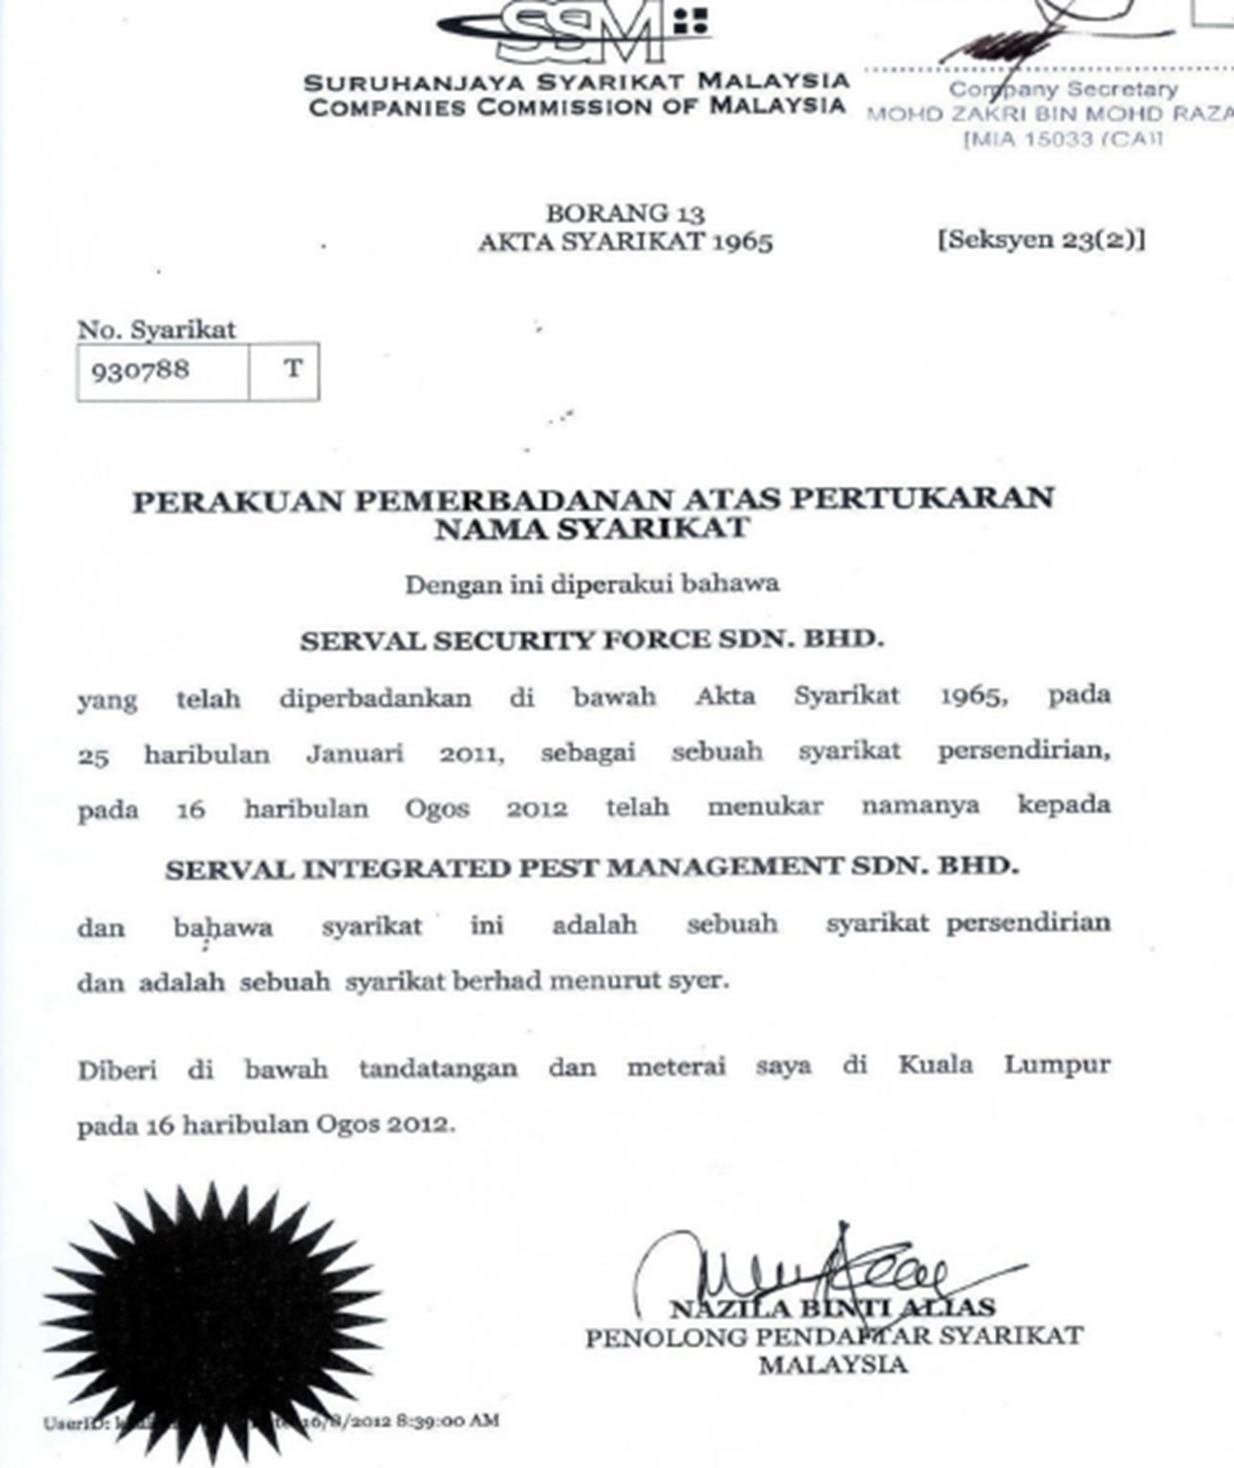 SSM
SURUHANJAYA SYARIKAT MALAYSIA
COMPANIES COMMISSION OF MALAYSIA
Company Secretary
MOHD ZAKRI BIN MOHD RAZA
[MIA 15033 (CA)]
BORANG 13
AKTA SYARIKAT 1965
[Seksyen 23(2)]
No. Syarikat
930788 T
PERAKUAN PEMERBADANAN ATAS PERTUKARAN
NAMA SYARIKAT
Dengan ini diperakui bahawa
SERVAL SECURITY FORCE SDN. BHD.
yang telah diperbadankan di bawah Akta Syarikat 1965, pada
25 haribulan Januari 2011, sebagai sebuah syarikat persendirian,
pada 16 haribulan Ogos 2012 telah menukar namanya kepada
SERVAL INTEGRATED PEST MANAGEMENT SDN. BHD.
dan bahawa syarikat ini adalah sebuah syarikat persendirian
dan adalah sebuah syarikat berhad menurut syer.
Diberi di bawah tandatangan dan meterai saya di Kuala Lumpur
pada 16 haribulan Ogos 2012.
NAZILA BINTI ALIAS
PENOLONG PENDAFTAR SYARIKAT
MALAYSIA
UserID: 16/8/2012 8:39:00 AM